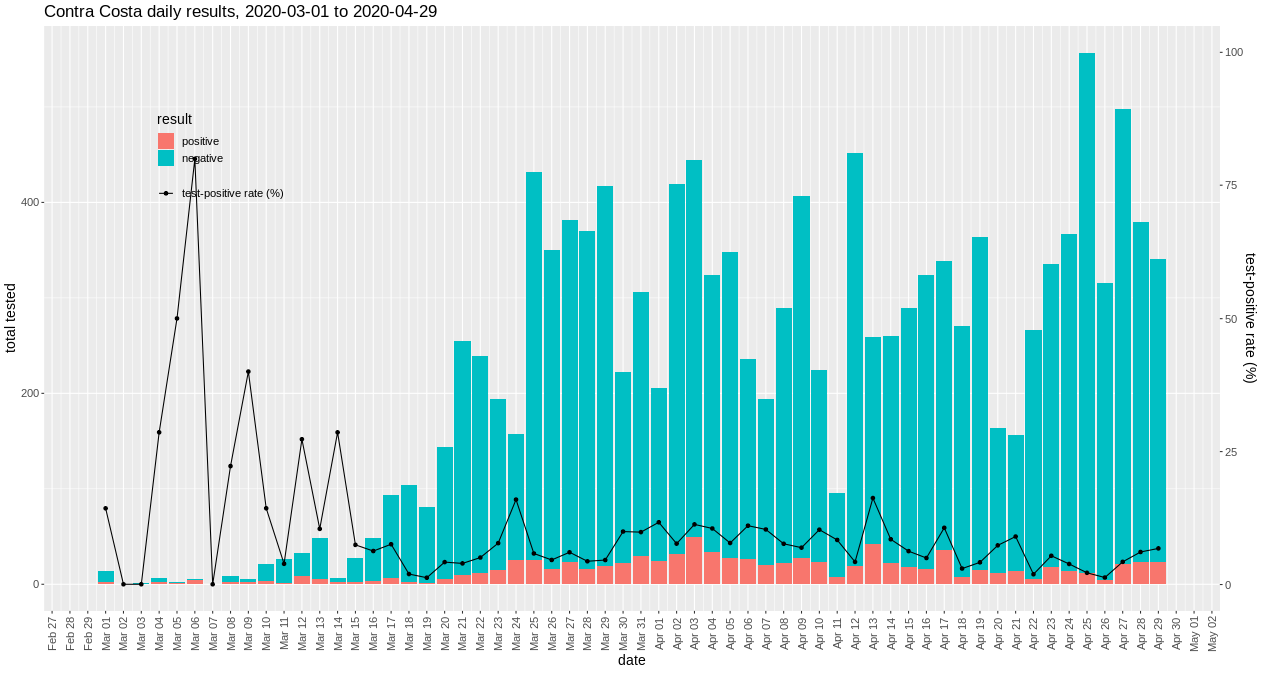 Contra Costa daily results, 2020-03-01 to 2020-04-29
result
positive
negative
test-positive rate (%)
total tested
400
200
0
100
75
50
25
0
test-positive rate (%)
Feb 27
Feb 28
Feb 29
Mar 01
Mar 02
Mar 03
Mar 04
Mar 05
Mar 06
Mar 07
Mar 08
Mar 09
Mar 10
Mar 11
Mar 12
Mar 13
Mar 14
Mar 15
Mar 16
Mar 17
Mar 18
Mar 19
Mar 20
Mar 21
Mar 22
Mar 23
Mar 24
Mar 25
Mar 26
Mar 27
Mar 28
Mar 29
Mar 30
Mar 31
Apr 01
Apr 02
Apr 03
Apr 04
Apr 05
Apr 06
Apr 07
Apr 08
Apr 09
Apr 10
Apr 11
Apr 12
Apr 13
Apr 14
Apr 15
Apr 16
Apr 17
Apr 18
Apr 19
Apr 20
Apr 21
Apr 22
Apr 23
Apr 24
Apr 25
Apr 26
Apr 27
Apr 28
Apr 29
Apr 30
May 01
May 02
date